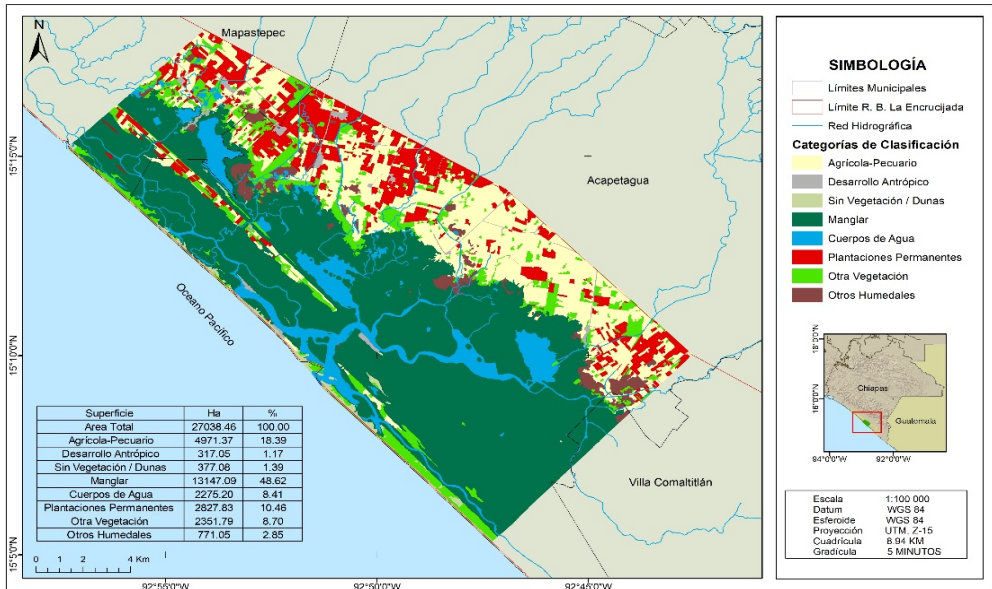 N
Mapastepec
Acapetagua
Villa Comaltitlán
Oceano Pacífico
15°15'0"N
15°10'0"N
15°5'0"N
92°55'0"W
92°50'0"W
92°45'0"W
Superficie Ha %
Area Total 27038.46 100.00
Agrícola-Pecuario 4971.37 18.39
Desarrollo Antrópico 317.05 1.17
Sin Vegetación / Dunas 377.08 1.39
Manglar 13147.09 48.62
Cuerpos de Agua 2275.20 8.41
Plantaciones Permanentes 2827.83 10.46
Otra Vegetación 2351.79 8.70
Otros Humedales 771.05 2.85
0 1 2 4 Km
SIMBOLOGÍA
Límites Municipales
Límite R. B. La Encrucijada
Red Hidrográfica
Categorías de Clasificación
Agrícola-Pecuario
Desarrollo Antrópico
Sin Vegetación / Dunas
Manglar
Cuerpos de Agua
Plantaciones Permanentes
Otra Vegetación
Otros Humedales
18°0'0"N
16°0'0"N
Chiapas
Guatemala
94°0'0"W
92°0'0"W
Escala 1:100 000
Datum WGS 84
Esferoide WGS 84
Proyección UTM, Z-15
Cuadrícula 8.94 KM
Gradícula 5 MINUTOS